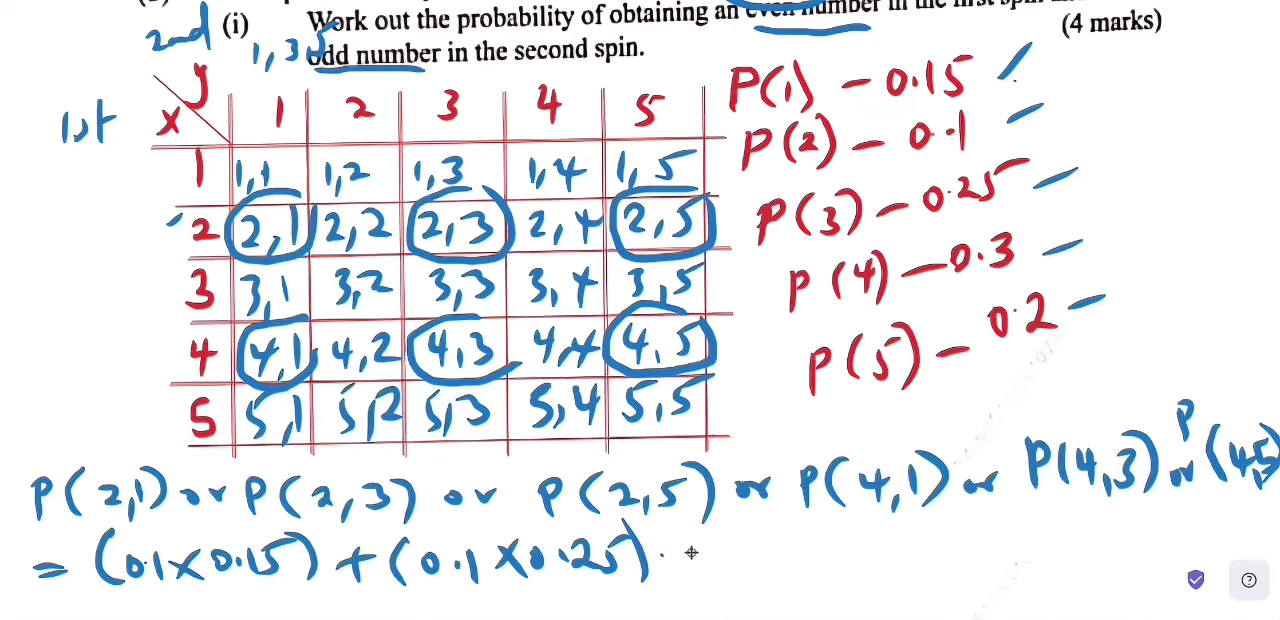 (i) Work out the probability of obtaining an even number in the first spin
odd number in the second spin.
(4 marks)
2nd
1, 3 5
1st
x y 1 2 3 4 5
1 1,1 1,2 1,3 1,4 1,5
2 2,1 2,2 2,3 2,4 2,5
3 3,1 3,2 3,3 3,4 3,5
4 4,1 4,2 4,3 4,4 4,5
5 5,1 5,2 5,3 5,4 5,5
P(1) - 0.15
P(2) - 0.1
P(3) - 0.25
P(4) - 0.3
P(5) - 0.2
P(2,1) or P(2,3) or P(2,5) or P(4,1) or P(4,3) or P(4,5)
= (0.1 x 0.15) + (0.1 x 0.25)